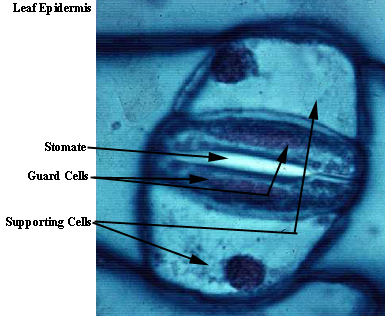 Leaf Epidermis
Stomate
Guard Cells
Supporting Cells